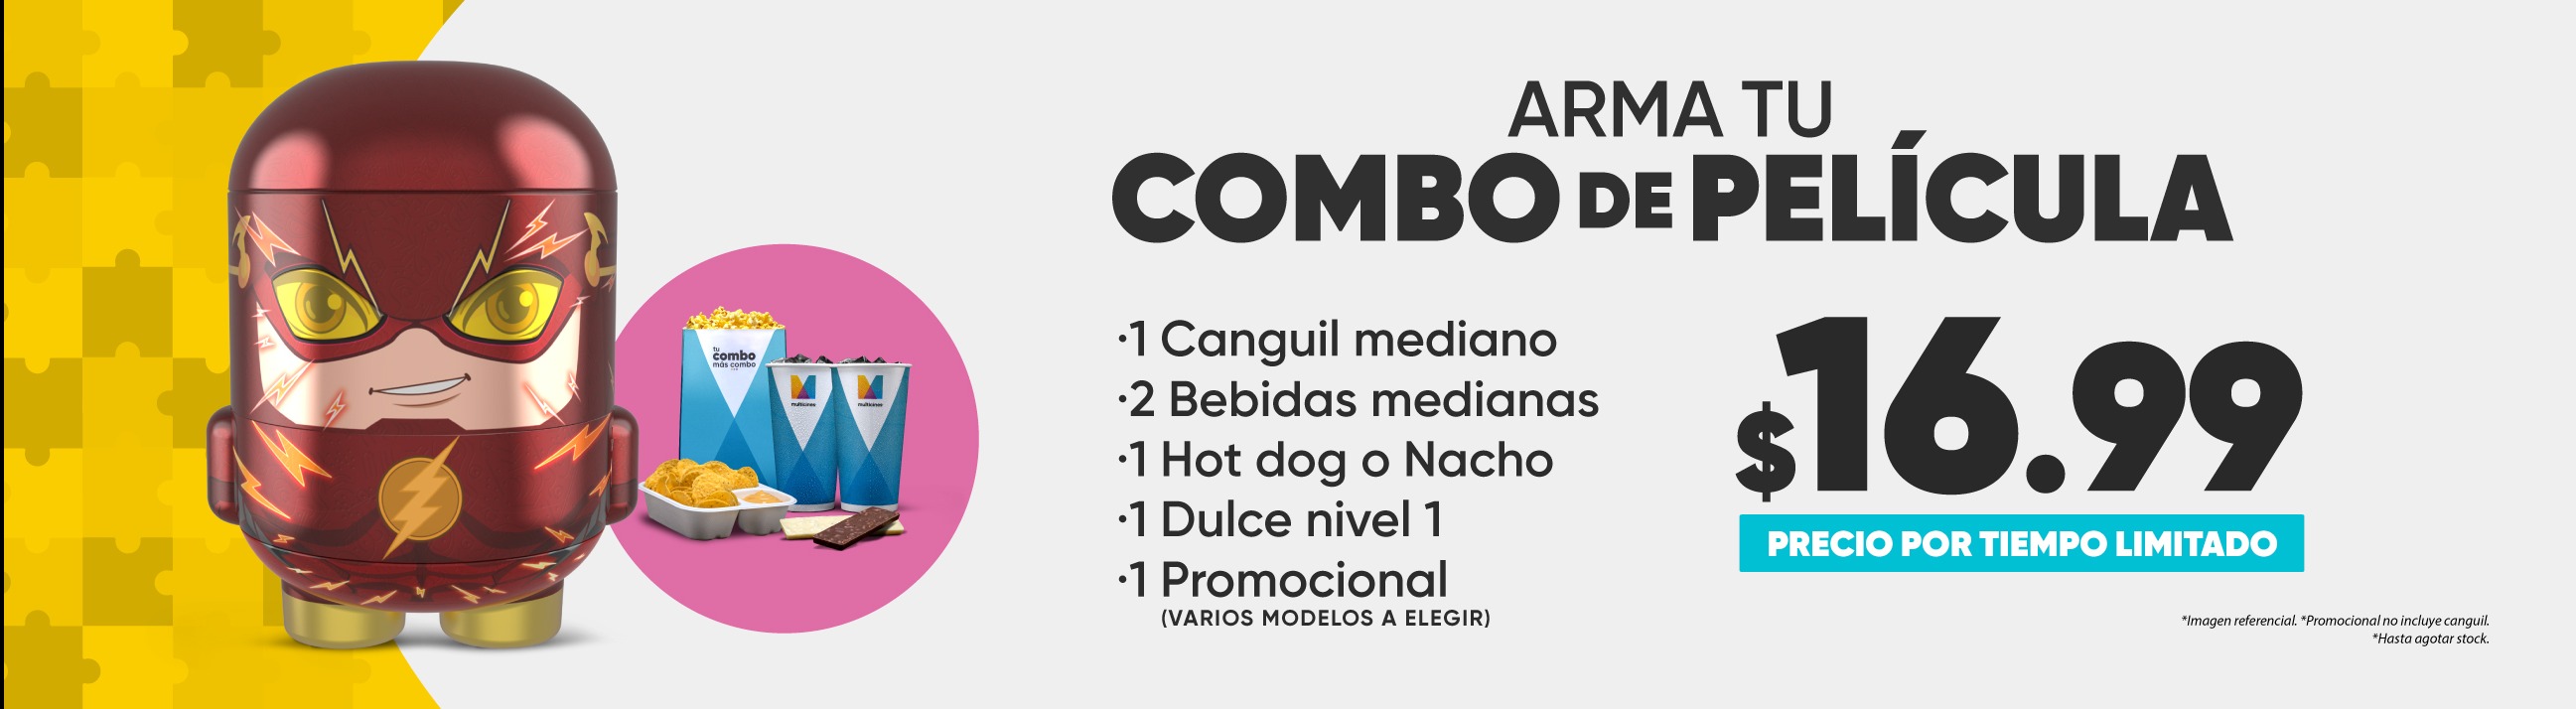 ARMA TU
COMBO DE PELÍCULA
·1 Canguil mediano
·2 Bebidas medianas
·1 Hot dog o Nacho
·1 Dulce nivel 1
·1 Promocional
(VARIOS MODELOS A ELEGIR)
$16.99
PRECIO POR TIEMPO LIMITADO
*Imagen referencial. *Promocional no incluye canguil.
*Hasta agotar stock.
tu
combo
más combo
multicines
multicines